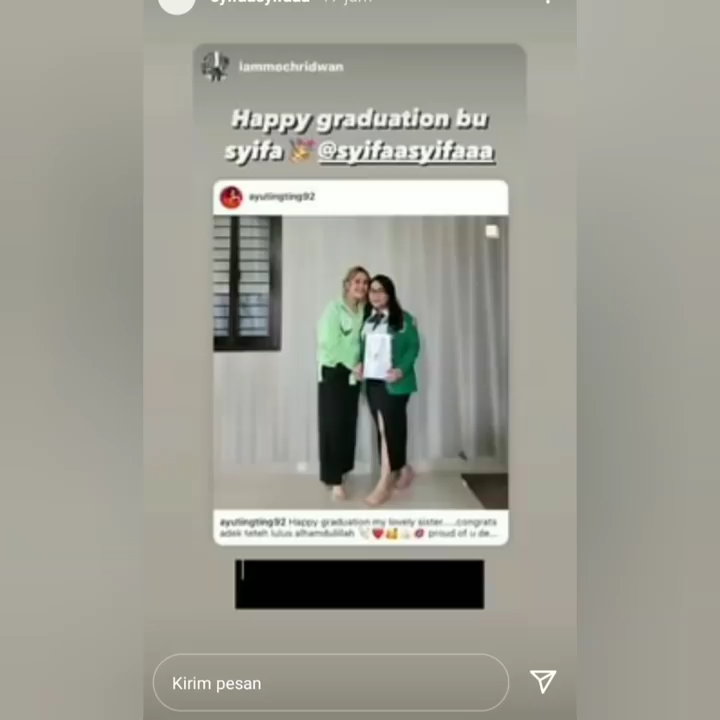 iammochridwan
Happy graduation bu
syifa @syifaasyifaaa
ayutingting92
ayutingting92 Happy graduation my lovely sister.....congrats
adek teteh lulus alhamdulillah proud of u de...
Kirim pesan